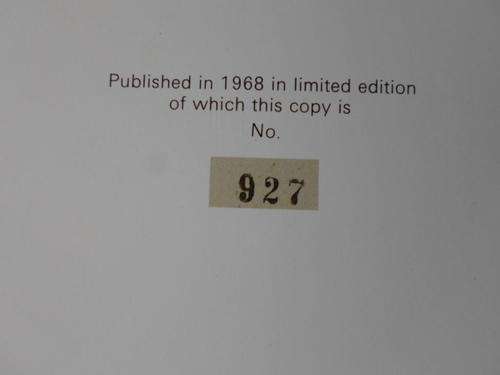 Published in 1968 in limited edition
of which this copy is
No.
927